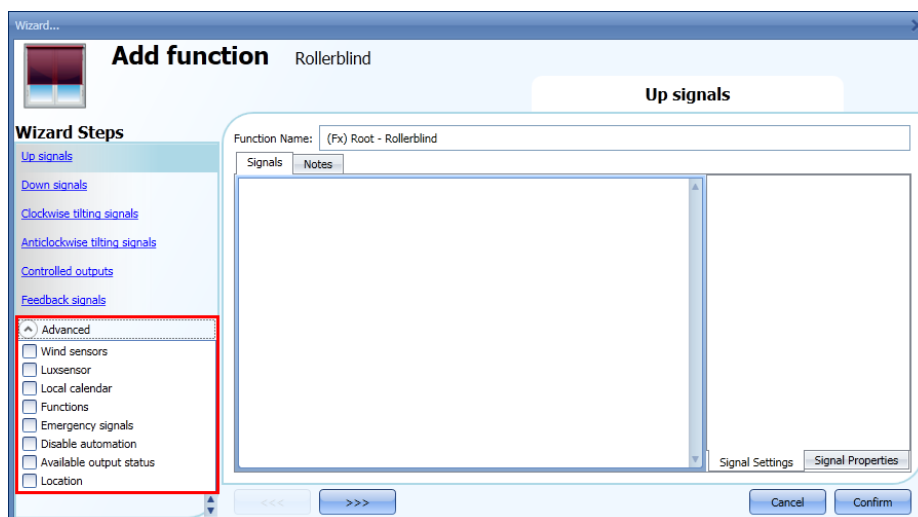 Wizard...
Add function Rollerblind
Up signals
Wizard Steps
Up signals
Down signals
Clockwise tilting signals
Anticlockwise tilting signals
Controlled outputs
Feedback signals
Advanced
Wind sensors
Luxsensor
Local calendar
Functions
Emergency signals
Disable automation
Available output status
Location
Function Name: (Fx) Root - Rollerblind
Signals Notes
Signal Settings Signal Properties
<<< >>> Cancel Confirm